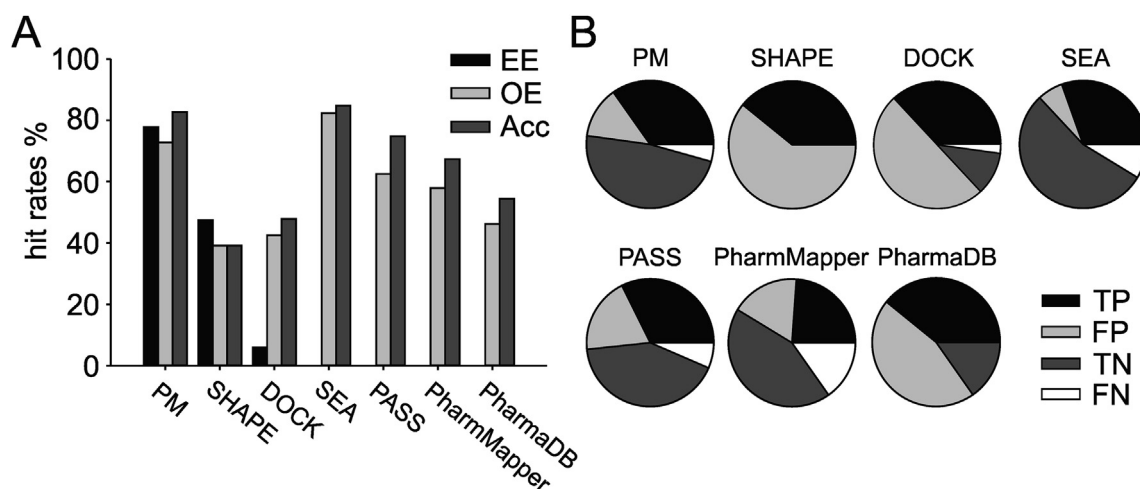 A
hit rates %
100
80
60
40
20
0
EE
OE
Acc
PM
SHAPE
DOCK
SEA
PASS
PharmMapper
PharmaDB
B
PM SHAPE DOCK SEA
PASS PharmMapper PharmaDB
TP
FP
TN
FN